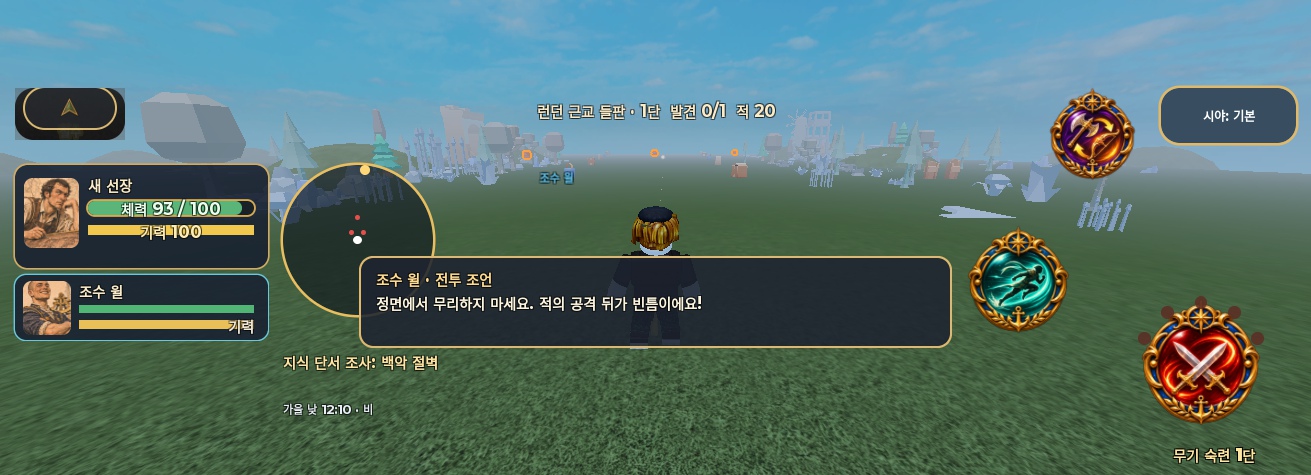 런던 근교 들판 · 1단 발견 0/1 적 20
시야: 기본
조수 월
새 선장
체력 93 / 100
기력 100
조수 월
기력
조수 월 · 전투 조언
정면에서 무리하지 마세요. 적의 공격 뒤가 빈틈이에요!
지식 단서 조사: 백악 절벽
가을 낮 12:10 · 비
무기 숙련 1단